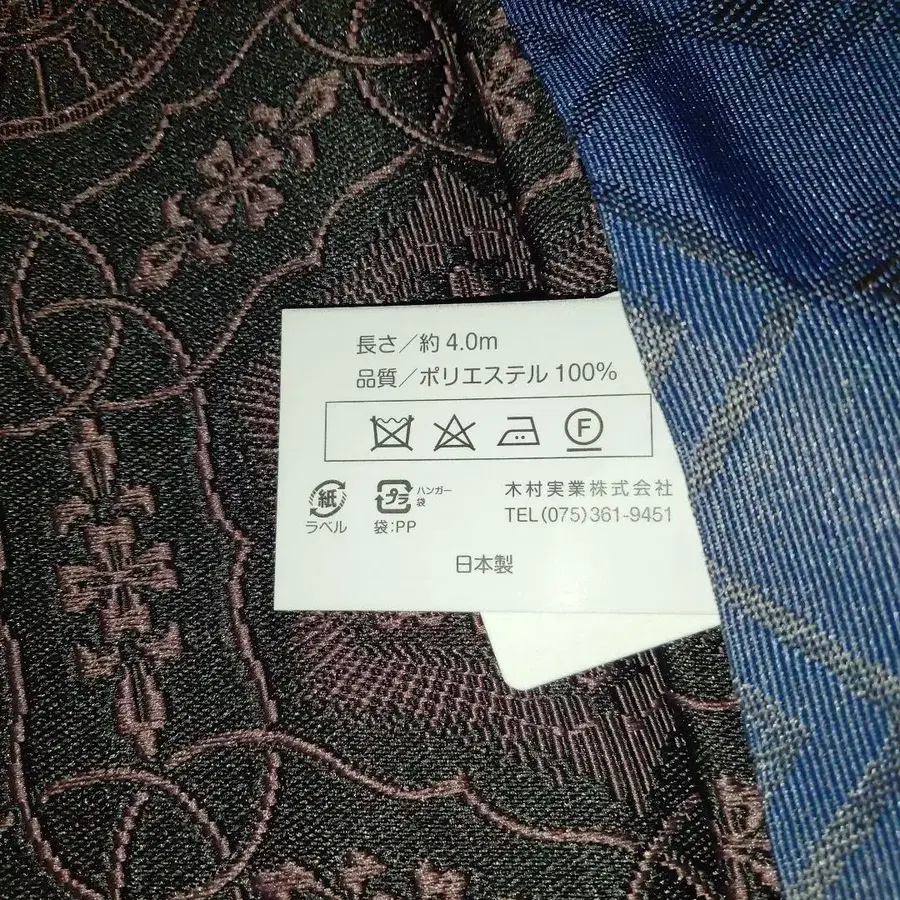 長さ／約 4.0m
品質／ポリエステル 100%
F
紙
ラベル
プラ
ハンガー
袋
袋:PP
木村実業株式会社
TEL(075)361-9451
日本製